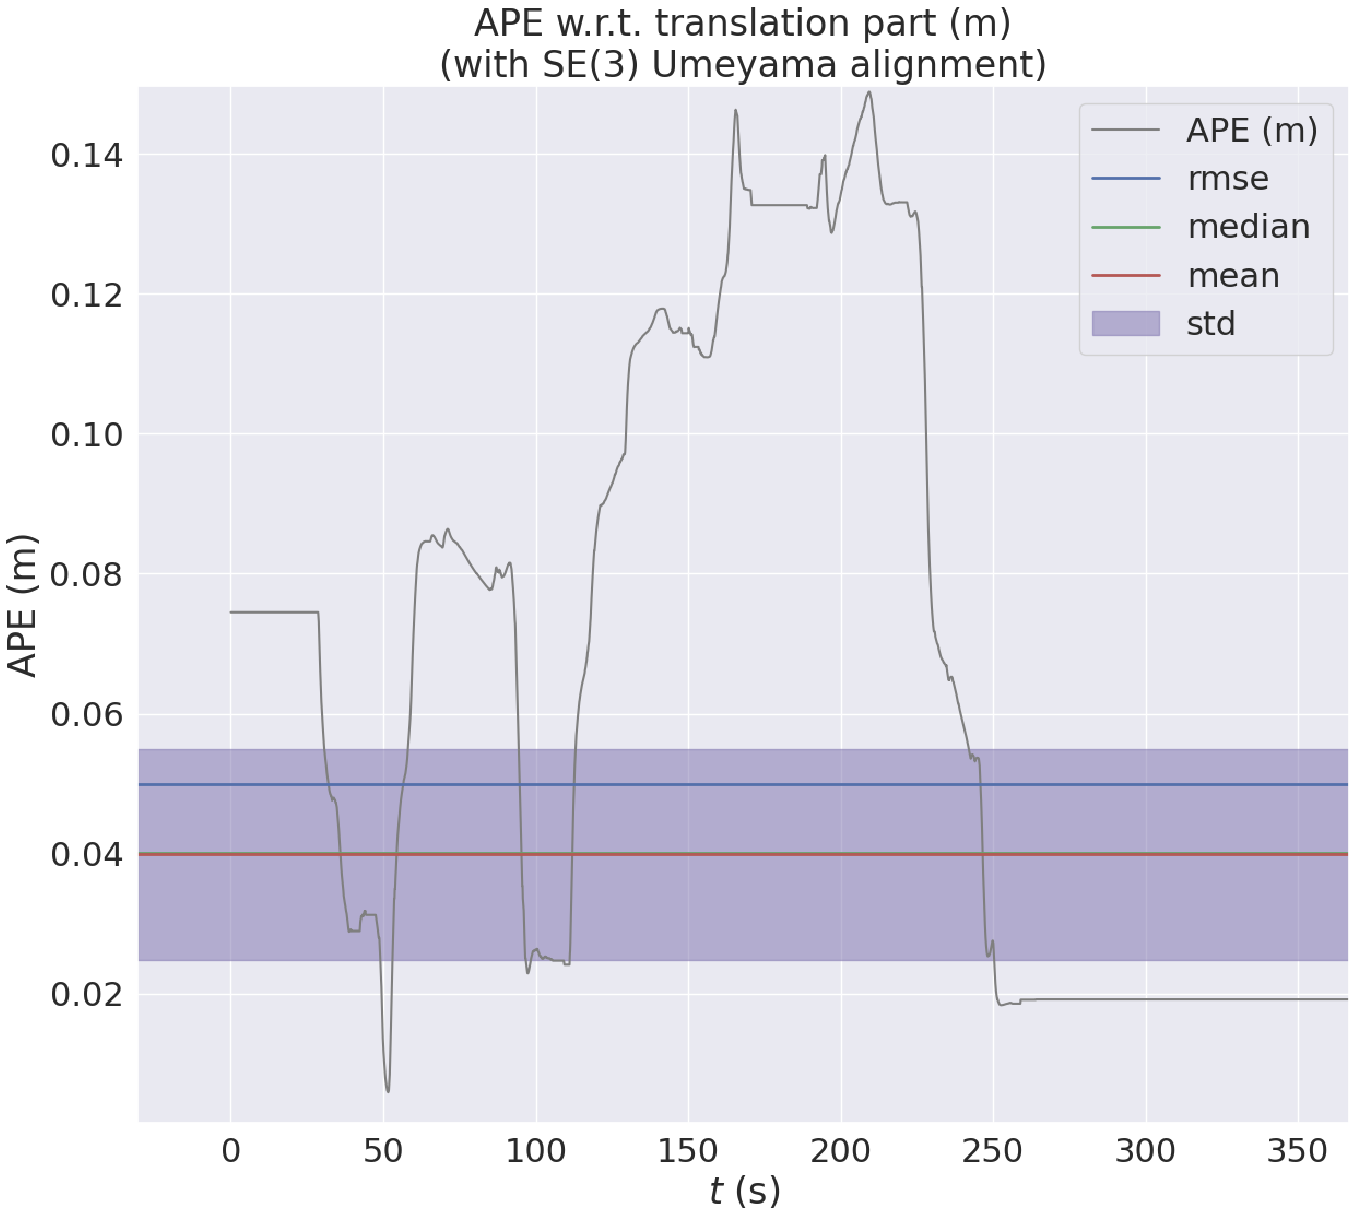 APE w.r.t. translation part (m)
(with SE(3) Umeyama alignment)
APE (m)
rmse
median
mean
std
0.14
0.12
0.10
0.08
0.06
0.04
0.02
APE (m)
0 50 100 150 200 250 300 350
t (s)